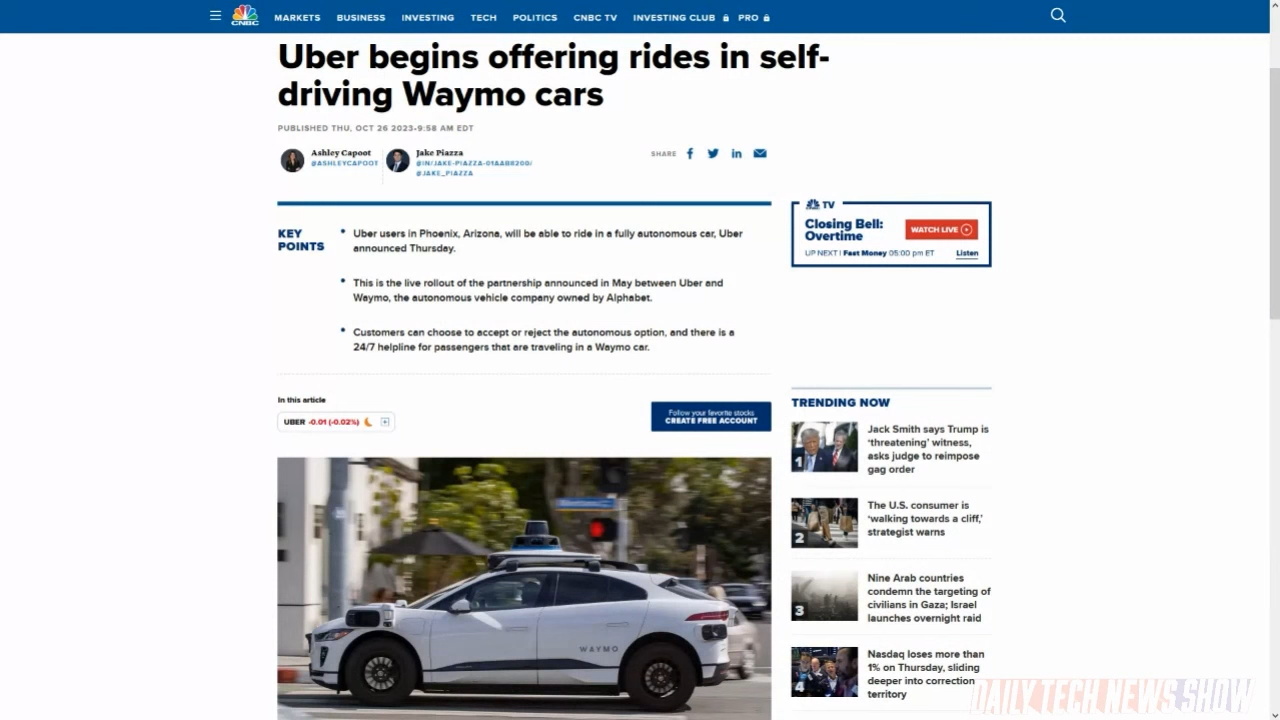 CNBC
MARKETS BUSINESS INVESTING TECH POLITICS CNBC TV INVESTING CLUB PRO
Uber begins offering rides in self-
driving Waymo cars
PUBLISHED THU, OCT 26 2023•9:58 AM EDT
Ashley Capoot
@ASHLEYCAPOOT
Jake Piazza
@IN/JAKE-PIAZZA-01AAB8200/
@JAKE_PIAZZA
SHARE
KEY
POINTS
Uber users in Phoenix, Arizona, will be able to ride in a fully autonomous car, Uber
announced Thursday.
This is the live rollout of the partnership announced in May between Uber and
Waymo, the autonomous vehicle company owned by Alphabet.
Customers can choose to accept or reject the autonomous option, and there is a
24/7 helpline for passengers that are traveling in a Waymo car.
In this article
UBER -0.01 (-0.02%)
Follow your favorite stocks
CREATE FREE ACCOUNT
WAYMO
TV
Closing Bell:
Overtime
WATCH LIVE
UP NEXT | Fast Money 05:00 pm ET
Listen
TRENDING NOW
1
Jack Smith says Trump is
‘threatening’ witness,
asks judge to reimpose
gag order
2
The U.S. consumer is
‘walking towards a cliff,’
strategist warns
3
Nine Arab countries
condemn the targeting of
civilians in Gaza; Israel
launches overnight raid
4
Nasdaq loses more than
1% on Thursday, sliding
deeper into correction
territory
DAILY TECH NEWS SHOW